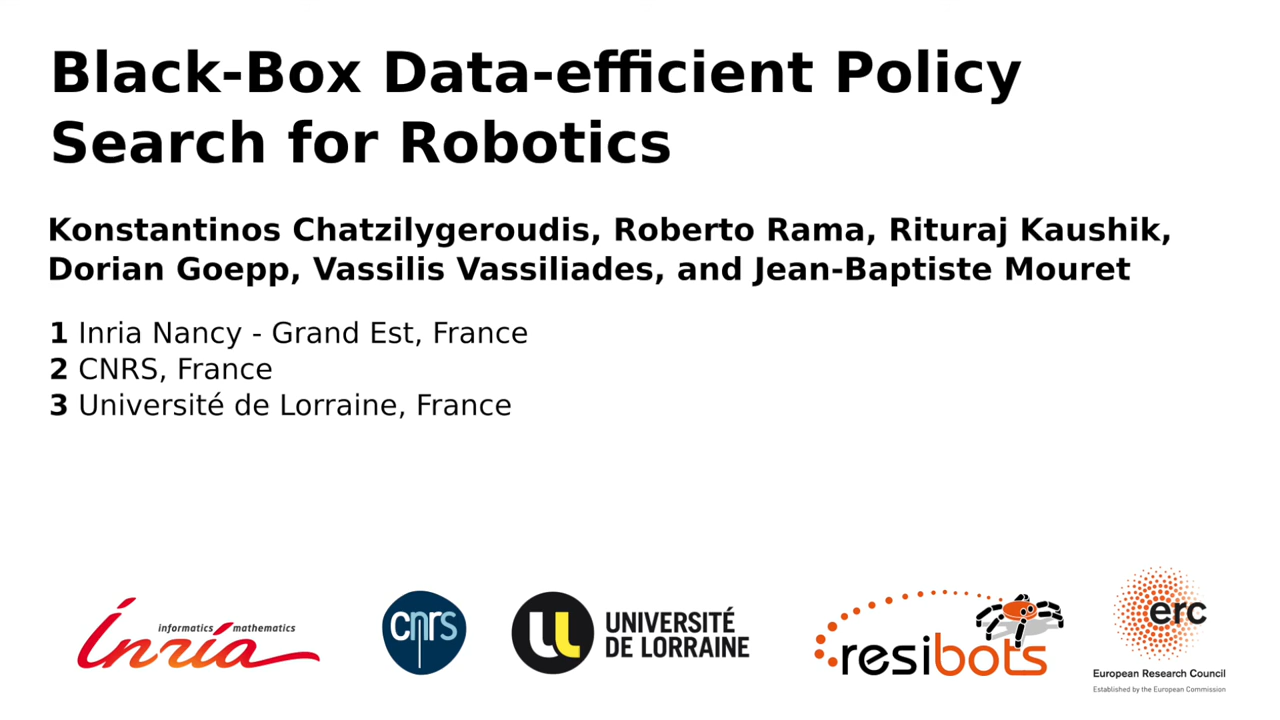 Black-Box Data-efficient Policy
Search for Robotics
Konstantinos Chatzilygeroudis, Roberto Rama, Rituraj Kaushik,
Dorian Goepp, Vassilis Vassiliades, and Jean-Baptiste Mouret
1 Inria Nancy - Grand Est, France
2 CNRS, France
3 Université de Lorraine, France
informatics mathematics
Inria
cnrs
UL
UNIVERSITÉ
DE LORRAINE
resibots
erc
European Research Council
Established by the European Commission